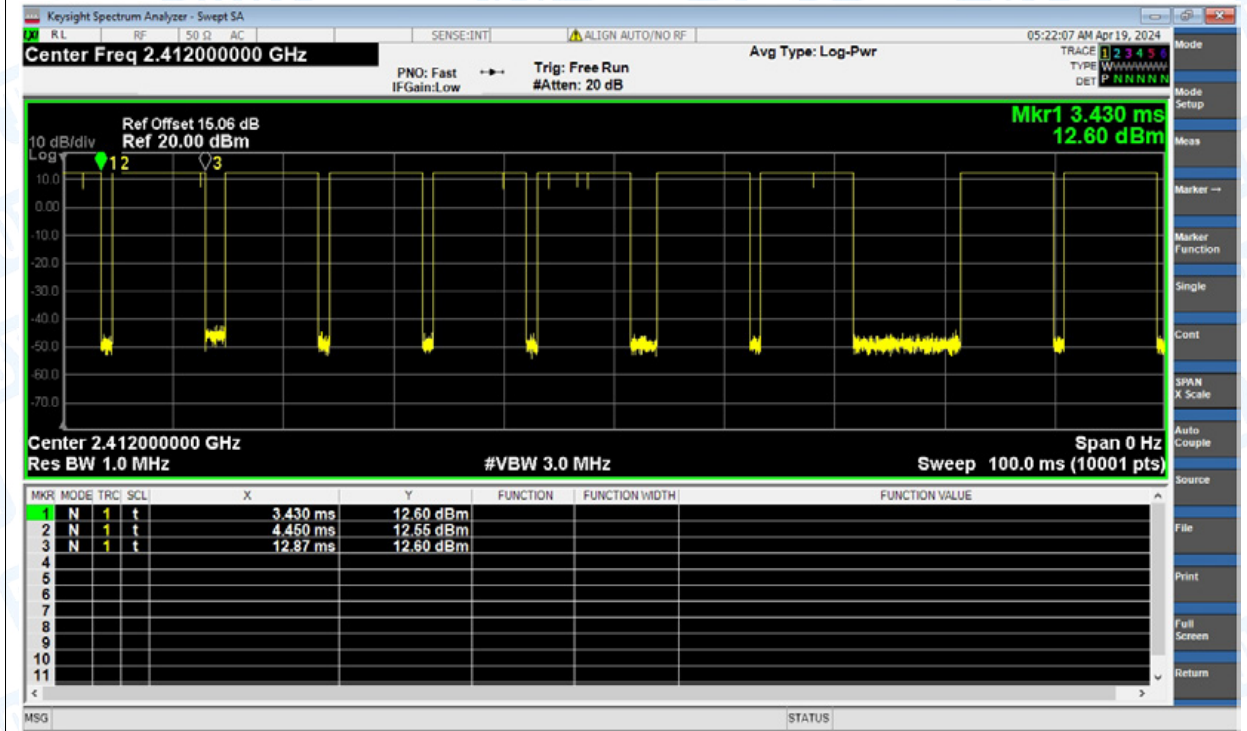 Keysight Spectrum Analyzer - Swept SA
RL RF 50 Ω AC SENSE:INT ALIGN AUTO/NO RF 05:22:07 AM Apr 19, 2024
Center Freq 2.412000000 GHz
PNO: Fast
IFGain:Low
Trig: Free Run
#Atten: 20 dB
Avg Type: Log-Pwr
TRACE 1 2 3 4 5 6
TYPE WWWWWW
DET P N N N N N
Mkr1 3.430 ms
12.60 dBm
Ref Offset 15.06 dB
10 dB/div Ref 20.00 dBm
Log
1 2 3
10.0
0.00
-10.0
-20.0
-30.0
-40.0
-50.0
-60.0
-70.0
Center 2.412000000 GHz Span 0 Hz
Res BW 1.0 MHz #VBW 3.0 MHz Sweep 100.0 ms (10001 pts)
MKR MODE TRC SCL X Y FUNCTION FUNCTION WIDTH FUNCTION VALUE
1 N 1 t 3.430 ms 12.60 dBm
2 N 1 t 4.450 ms 12.55 dBm
3 N 1 t 12.87 ms 12.60 dBm
4
5
6
7
8
9
10
11
MSG STATUS
Mode
Mode
Setup
Meas
Marker →
Marker
Function
Single
Cont
SPAN
X Scale
Auto
Couple
Source
File
Print
Full
Screen
Return